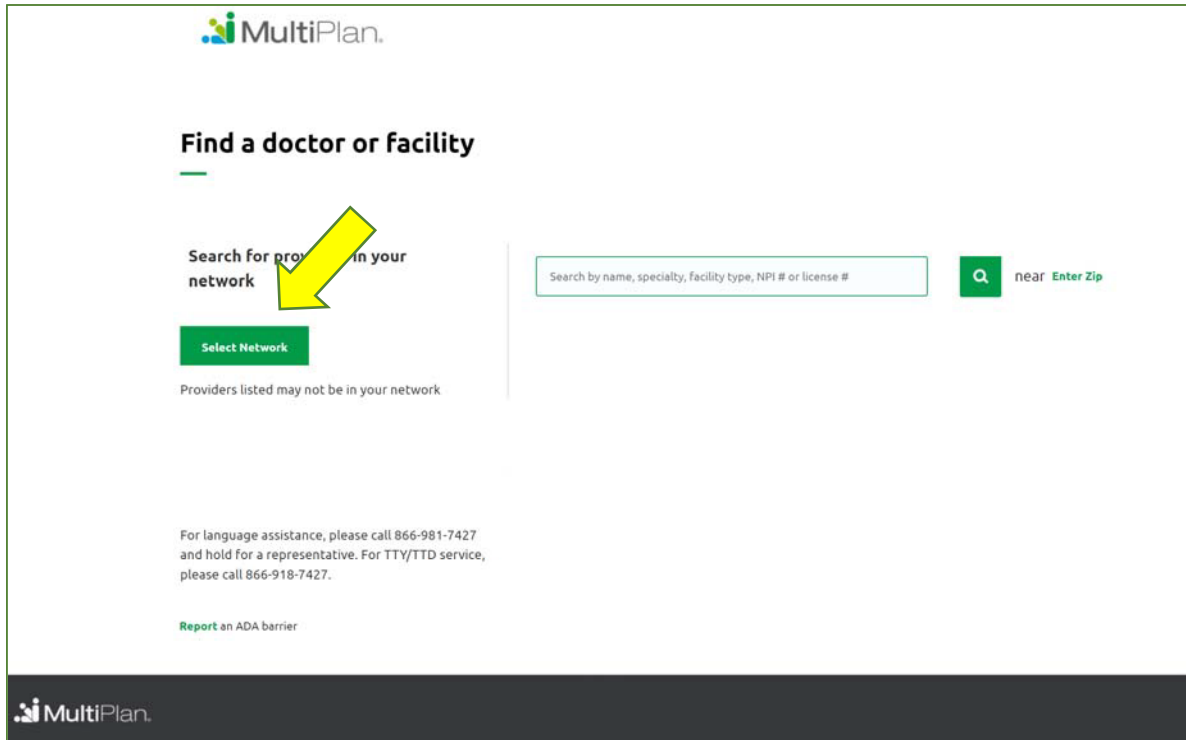 MultiPlan.
Find a doctor or facility
Search for in your
network
Search by name, specialty, facility type, NPI # or license #
near Enter Zip
Select Network
Providers listed may not be in your network
For language assistance, please call 866-981-7427
and hold for a representative. For TTY/TTD service,
please call 866-918-7427.
Report an ADA barrier
MultiPlan.